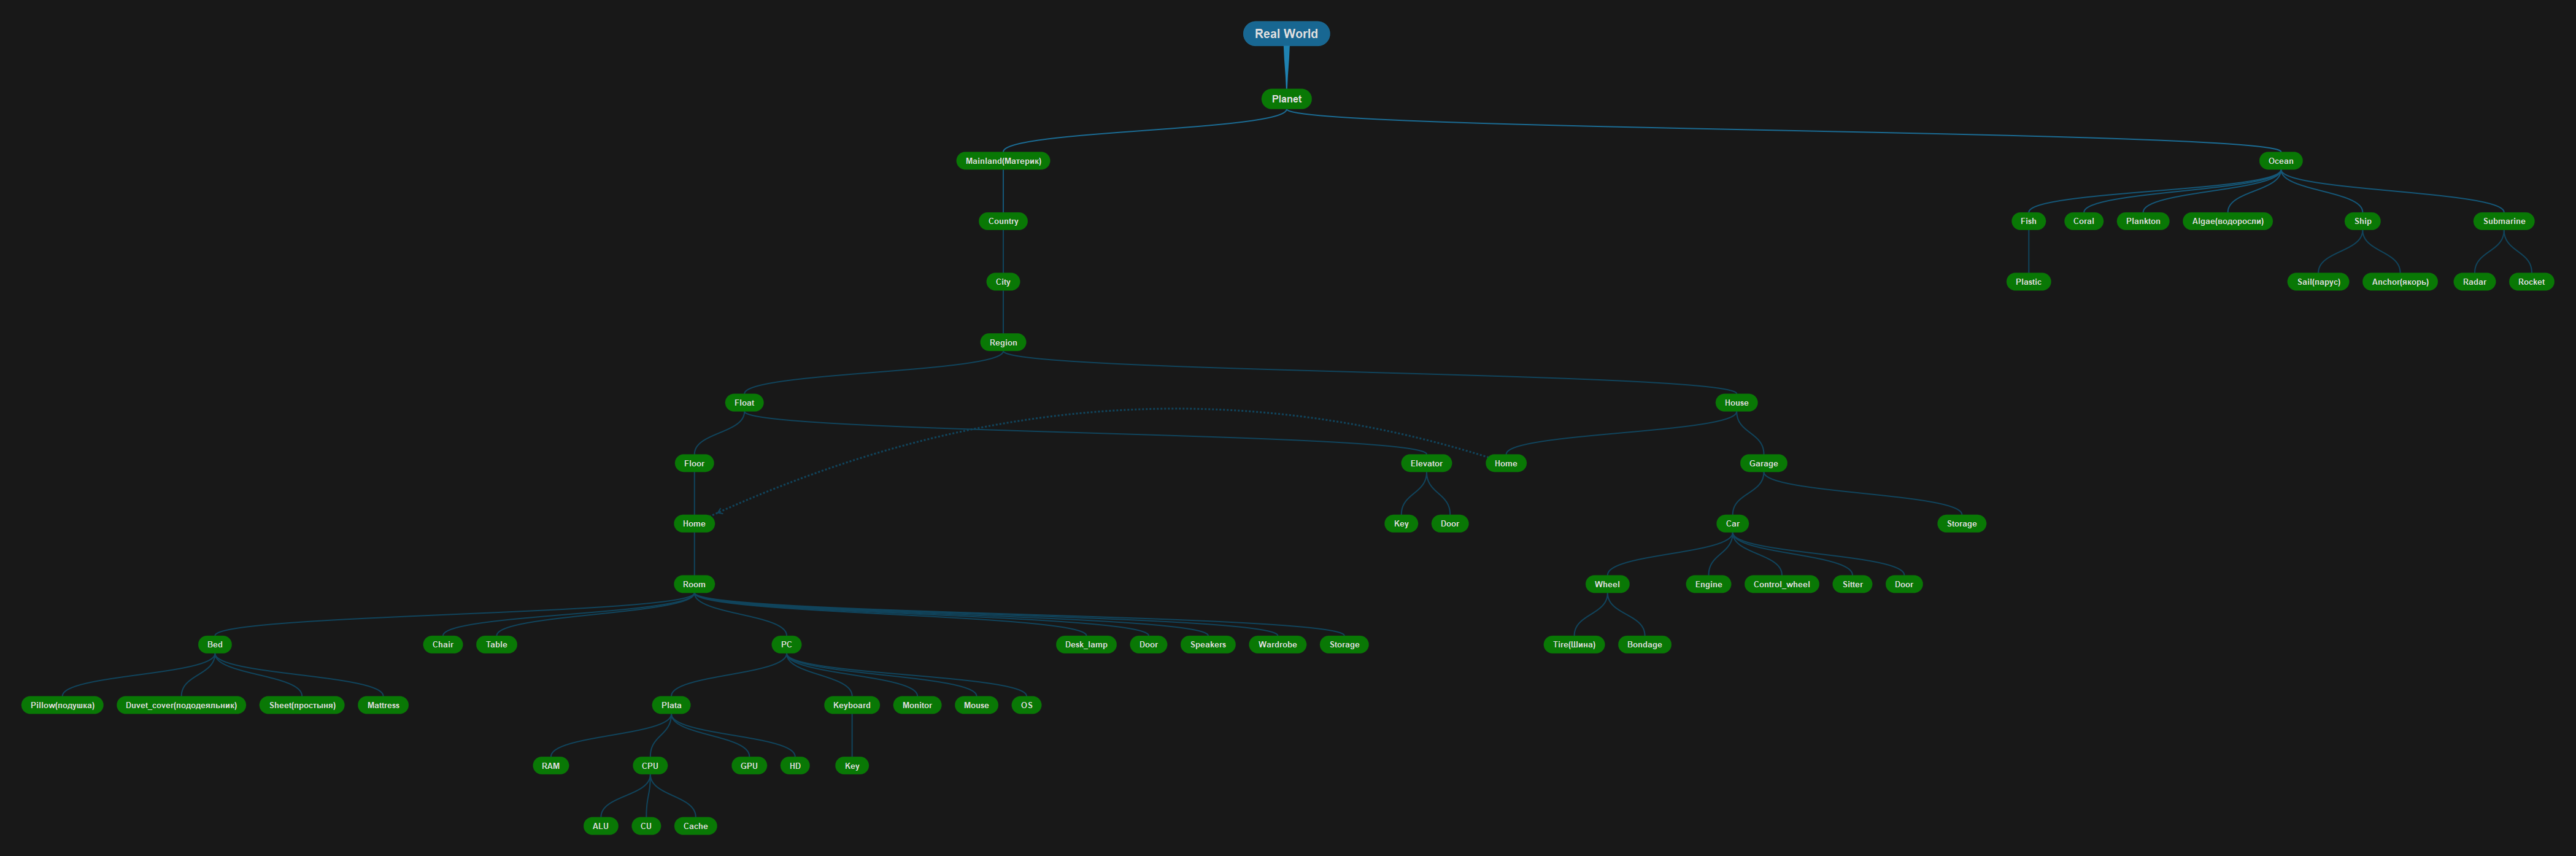 Real World
Planet
Mainland(Материк)
Ocean
Country
Fish
Coral
Plankton
Algae(водоросли)
Ship
Submarine
City
Plastic
Sail(парус)
Anchor(якорь)
Radar
Rocket
Region
Float
House
Floor
Elevator
Home
Garage
Home
Key
Door
Car
Storage
Room
Wheel
Engine
Control_wheel
Sitter
Door
Bed
Chair
Table
PC
Desk_lamp
Door
Speakers
Wardrobe
Storage
Tire(Шина)
Bondage
Pillow(подушка)
Duvet_cover(пододеяльник)
Sheet(простыня)
Mattress
Plata
Keyboard
Monitor
Mouse
OS
RAM
CPU
GPU
HD
Key
ALU
CU
Cache